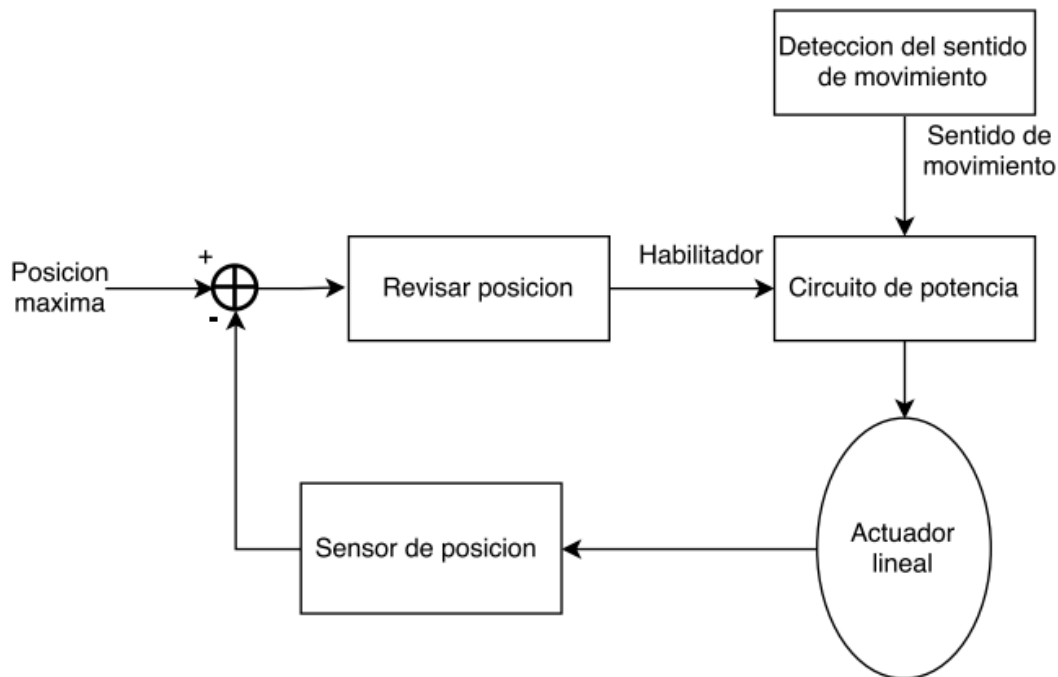 Deteccion del sentido
de movimiento
Sentido de
movimiento
+
Posicion
maxima
-
Revisar posicion
Habilitador
Circuito de potencia
Sensor de posicion
Actuador
lineal